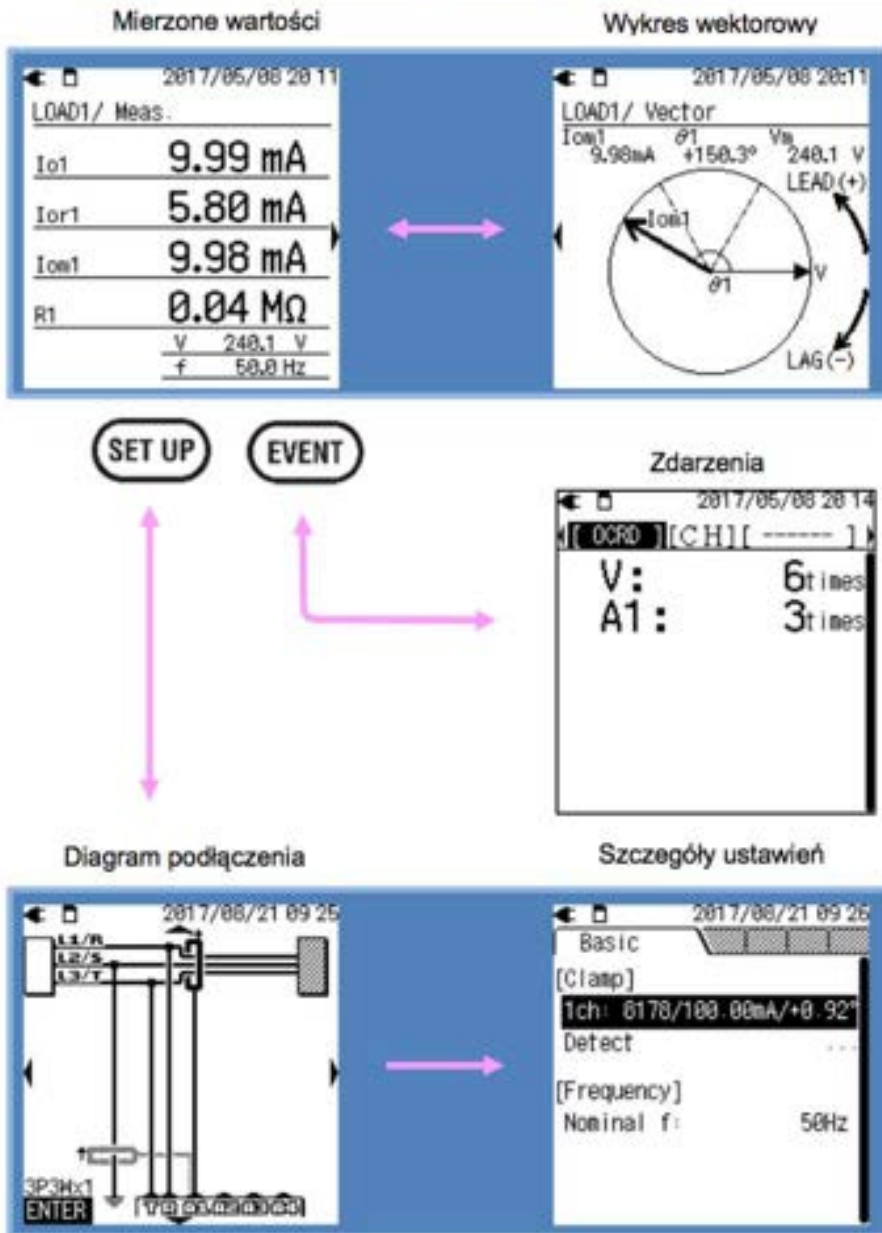 Mierzone wartości
Wykres wektorowy
2017/05/08 20 11
LOAD1/ Meas.
Io1 9.99 mA
Ior1 5.80 mA
Iom1 9.98 mA
R1 0.04 MΩ
V 240.1 V
f 50.0 Hz
2017/05/08 20:11
LOAD1/ Vector
Iom1 θ1 Vm
9.98mA +150.3° 240.1 V
LEAD(+)
Iom1
V
θ1
LAG(-)
SET UP
EVENT
Zdarzenia
2017/05/08 20 14
[ OCRD ][CH][ ------ ]
V: 6times
A1: 3times
Diagram podłączenia
Szczegóły ustawień
2017/08/21 09 25
L1/R
L2/S
L3/T
3P3W×1
ENTER
2017/08/21 09 26
Basic
[Clamp]
1ch: 8178/100.00mA/+0.92°
Detect ...
[Frequency]
Nominal f: 50Hz